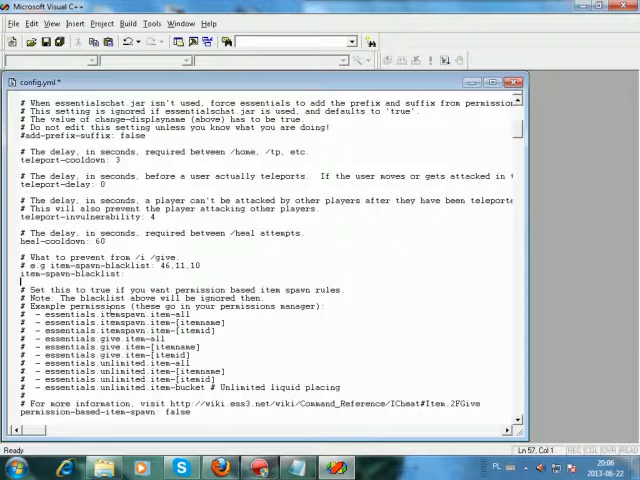 Microsoft Visual C++
File Edit View Insert Project Build Tools Window Help
config.yml *
# When essentialschat.jar isn't used, force essentials to add the prefix and suffix from permission
# This setting is ignored if essentialschat.jar is used, and defaults to 'true'.
# The value of change-displayname (above) has to be true.
# Do not edit this setting unless you know what you are doing!
#add-prefix-suffix: false
# The delay, in seconds, required between /home, /tp, etc.
teleport-cooldown: 3
# The delay, in seconds, before a user actually teleports. If the user moves or gets attacked in t
teleport-delay: 0
# The delay, in seconds, a player can't be attacked by other players after they have been teleporte
# This will also prevent the player attacking other players.
teleport-invulnerability: 4
# The delay, in seconds, required between /heal attempts.
heal-cooldown: 60
# What to prevent from /i /give.
# e.g item-spawn-blacklist: 46,11,10
item-spawn-blacklist:
# Set this to true if you want permission based item spawn rules.
# Note: The blacklist above will be ignored then.
# Example permissions (these go in your permissions manager):
# - essentials.itemspawn.item-all
# - essentials.itemspawn.item-[itemname]
# - essentials.itemspawn.item-[itemid]
# - essentials.give.item-all
# - essentials.give.item-[itemname]
# - essentials.give.item-[itemid]
# - essentials.unlimited.item-all
# - essentials.unlimited.item-[itemname]
# - essentials.unlimited.item-[itemid]
# - essentials.unlimited.item-bucket # Unlimited liquid placing
#
# For more information, visit http://wiki.ess3.net/wiki/Command_Reference/ICheat#Item.2FGive
permission-based-item-spawn: false
Ready
Ln 57, Col 1
REC COL OVR READ
PL
20:06
2013-06-22